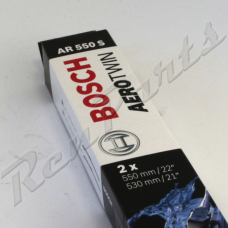 AR 550 S
BOSCH
AEROTWIN
2 x
550 mm / 22"
530 mm / 21"